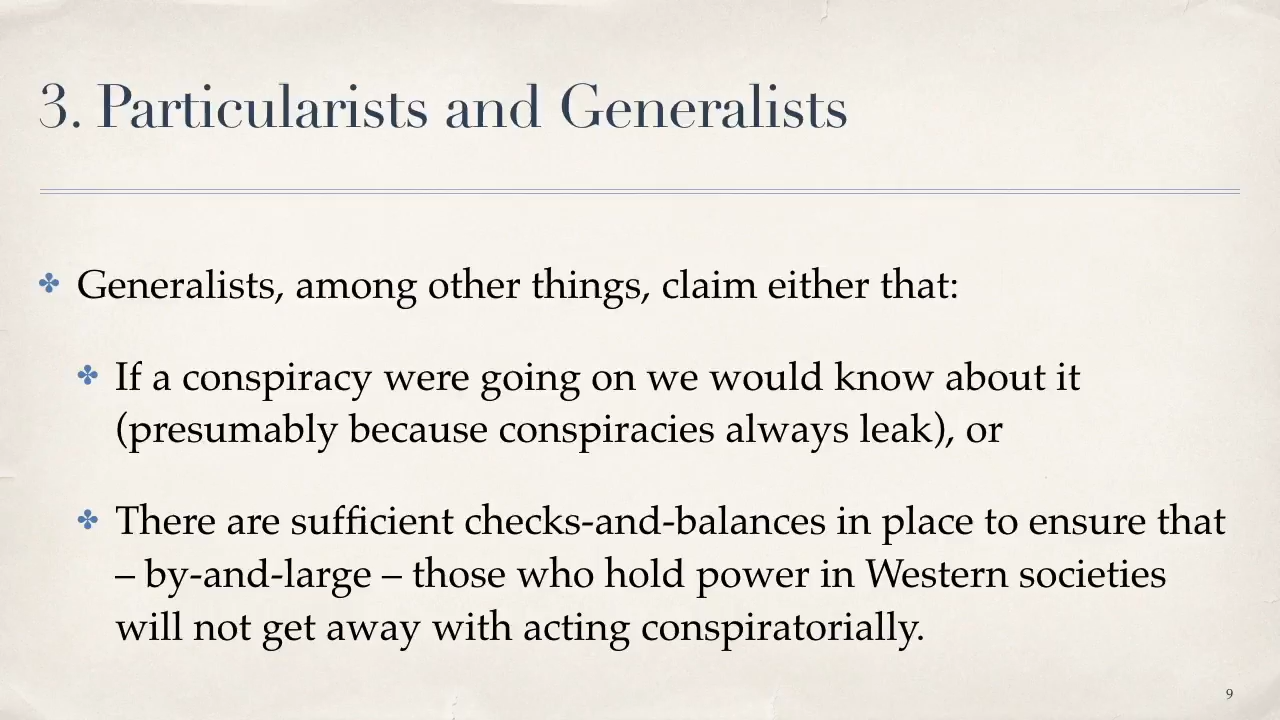 3. Particularists and Generalists
Generalists, among other things, claim either that:
If a conspiracy were going on we would know about it
(presumably because conspiracies always leak), or
There are sufficient checks-and-balances in place to ensure that
– by-and-large – those who hold power in Western societies
will not get away with acting conspiratorially.
9